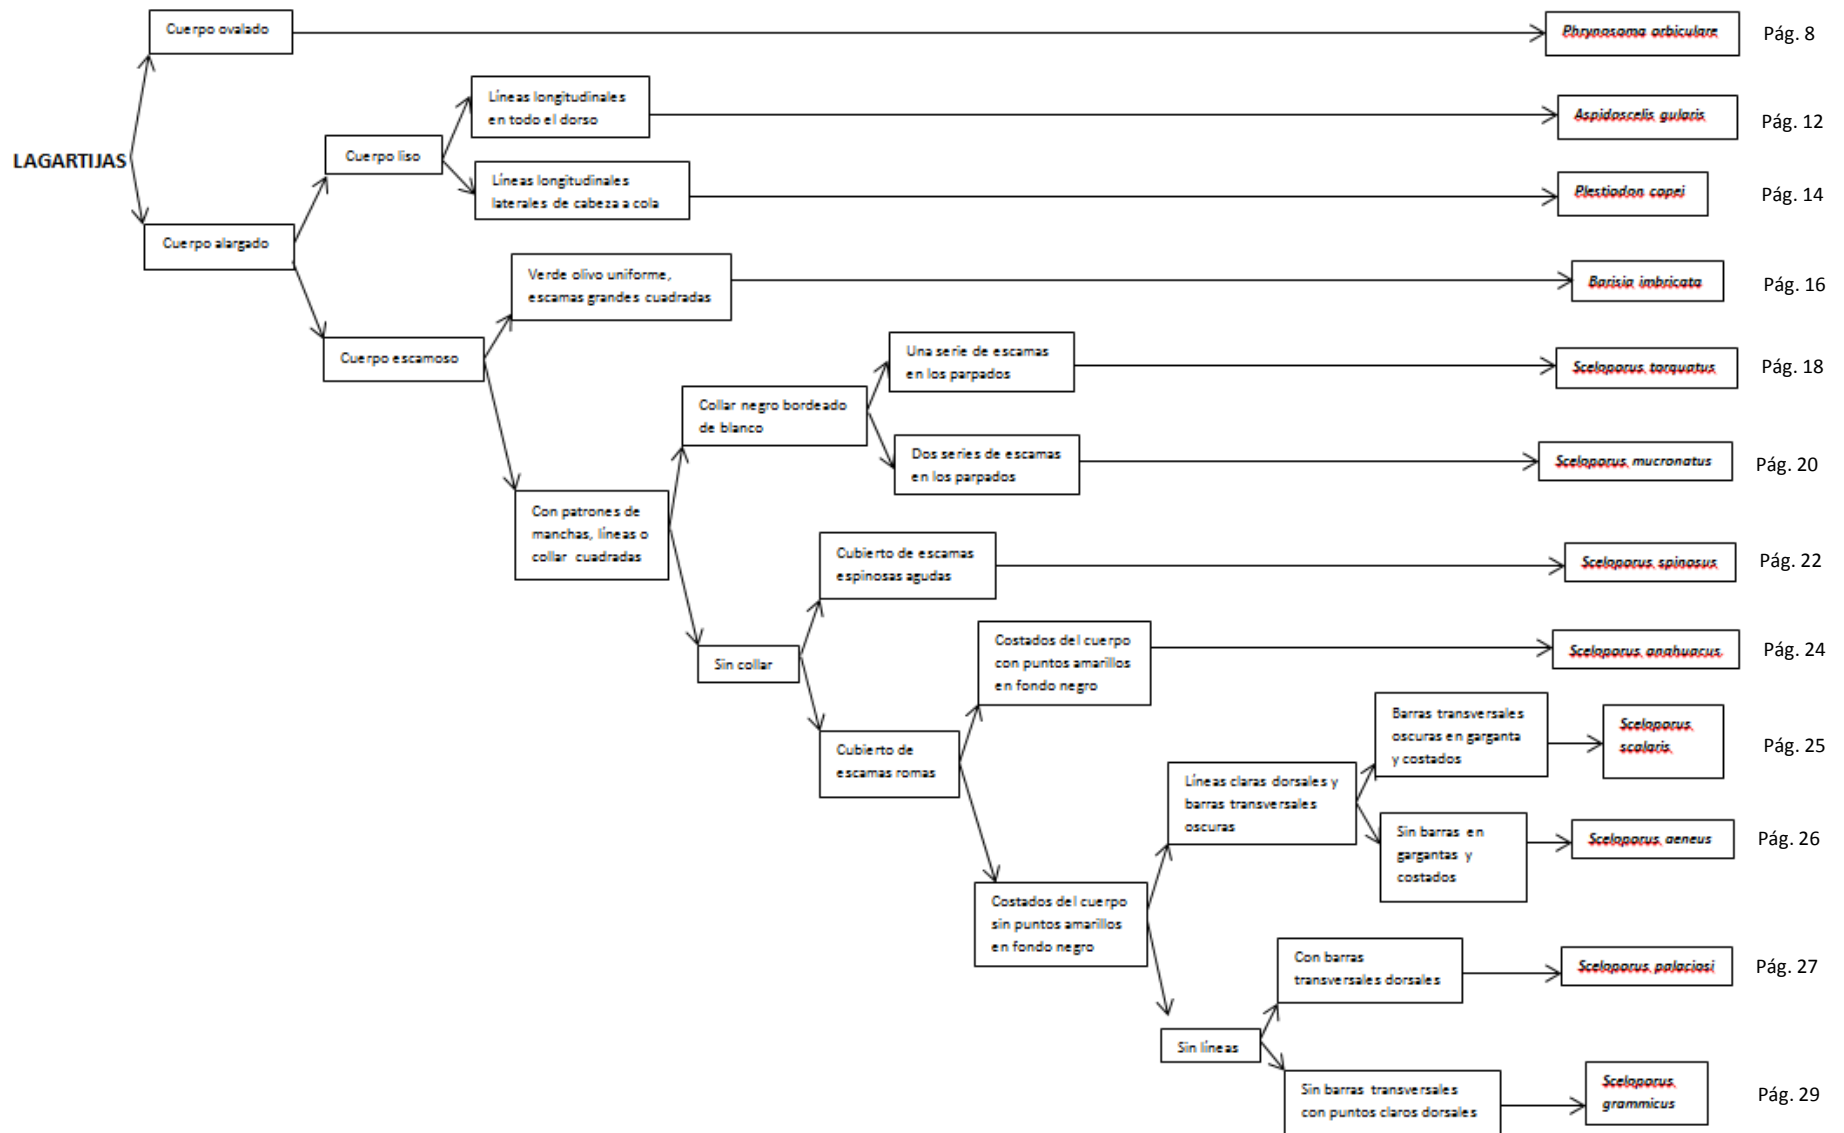 Cuerpo ovalado
Phrynosoma orbiculare
Pág. 8
Líneas longitudinales
en todo el dorso
Aspidoscelis gularis
Pág. 12
LAGARTIJAS
Cuerpo liso
Líneas longitudinales
laterales de cabeza a cola
Plestiodon copei
Pág. 14
Cuerpo alargado
Verde olivo uniforme,
escamas grandes cuadradas
Barisia imbricata
Pág. 16
Cuerpo escamoso
Una serie de escamas
en los parpados
Sceloporus torquatus
Pág. 18
Collar negro bordeado
de blanco
Dos series de escamas
en los parpados
Sceloporus mucronatus
Pág. 20
Con patrones de
manchas, líneas o
collar cuadradas
Cubierto de escamas
espinosas agudas
Sceloporus spinosus
Pág. 22
Sin collar
Costados del cuerpo
con puntos amarillos
en fondo negro
Sceloporus anahuacus
Pág. 24
Cubierto de
escamas romas
Barras transversales
oscuras en garganta
y costados
Sceloporus
scalaris
Pág. 25
Líneas claras dorsales y
barras transversales
oscuras
Sin barras en
gargantas y
costados
Sceloporus aeneus
Pág. 26
Costados del cuerpo
sin puntos amarillos
en fondo negro
Con barras
transversales dorsales
Sceloporus palaciosi
Pág. 27
Sin líneas
Sin barras transversales
con puntos claros dorsales
Sceloporus
grammicus
Pág. 29